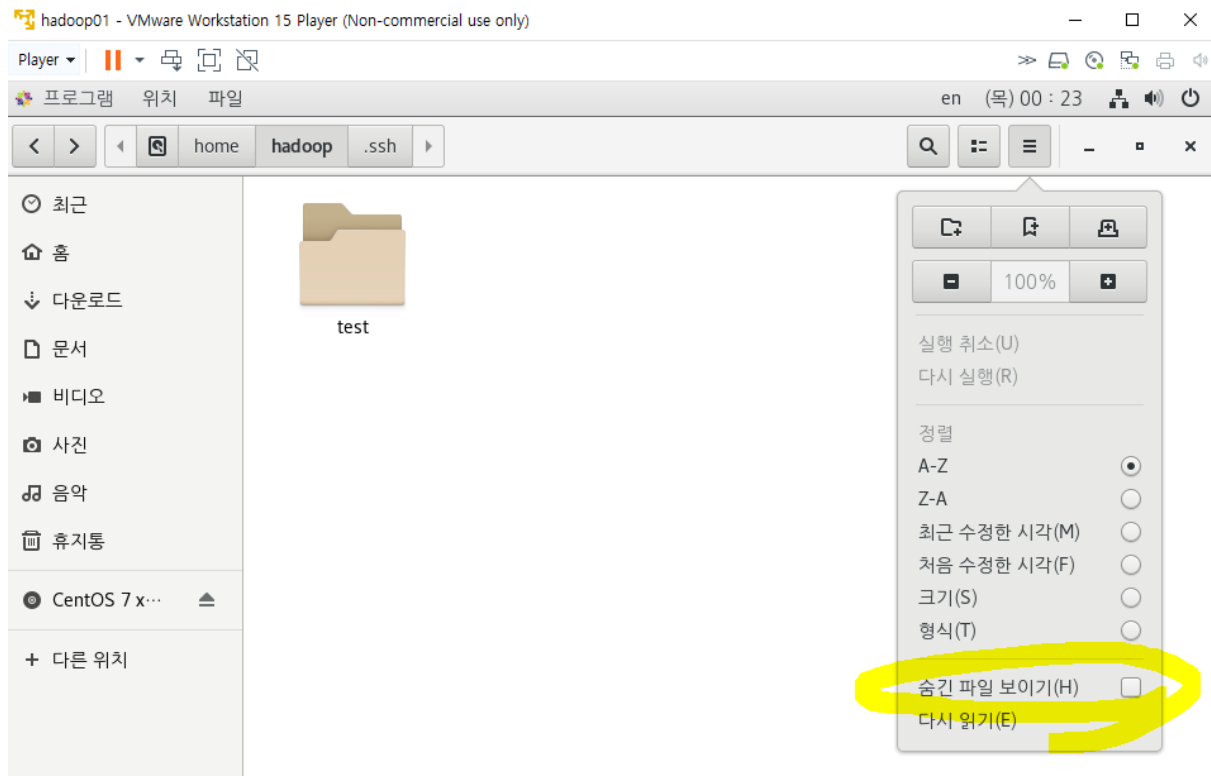 hadoop01 - VMware Workstation 15 Player (Non-commercial use only)
Player
프로그램 위치 파일 en (목) 00 : 23
home hadoop .ssh
최근
홈
다운로드
문서
비디오
사진
음악
휴지통
CentOS 7 x…
다른 위치
test
100%
실행 취소(U)
다시 실행(R)
정렬
A-Z
Z-A
최근 수정한 시각(M)
처음 수정한 시각(F)
크기(S)
형식(T)
숨긴 파일 보이기(H)
다시 읽기(E)